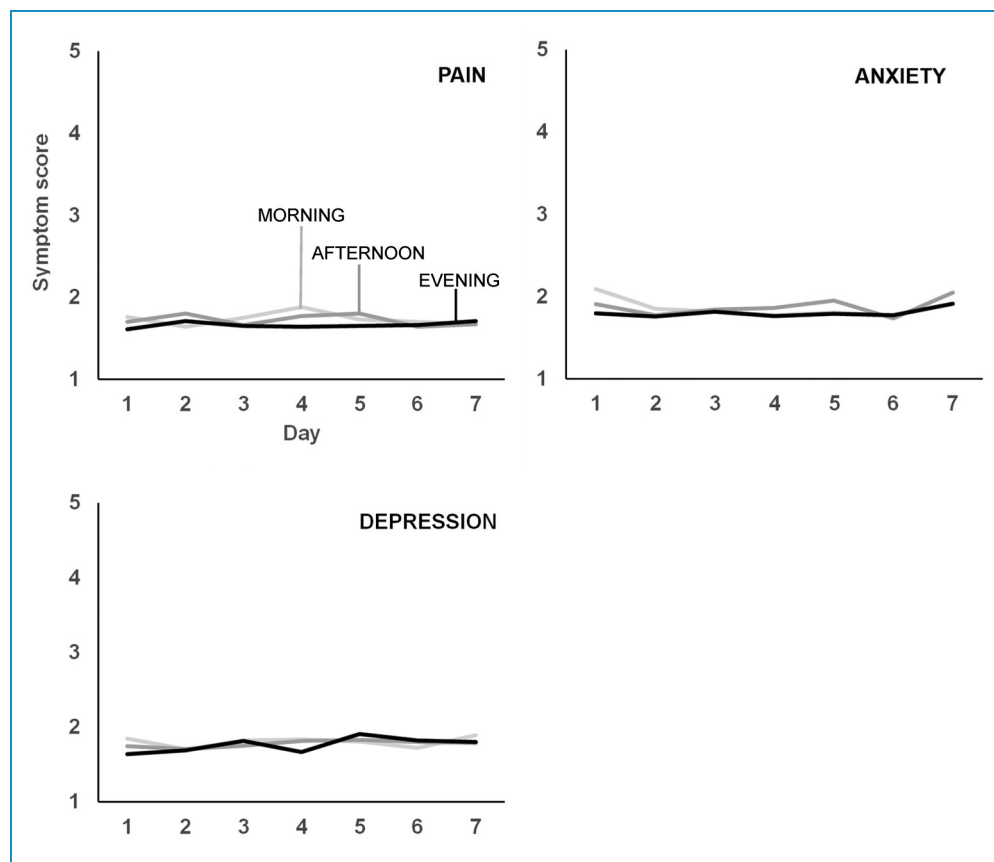 PAIN
5
4
3
2
1
Symptom score
MORNING
AFTERNOON
EVENING
1 2 3 4 5 6 7
Day
ANXIETY
5
4
3
2
1
1 2 3 4 5 6 7
DEPRESSION
5
4
3
2
1
1 2 3 4 5 6 7